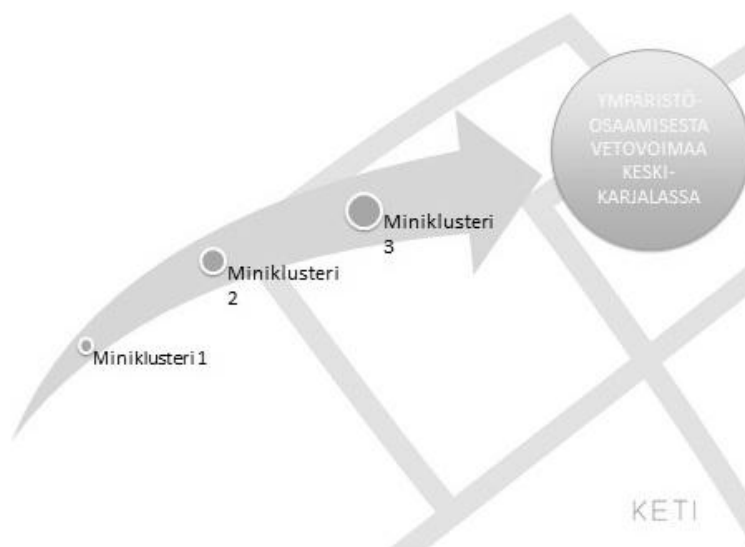 YMPÄRISTÖ-
OSAAMISESTA
VETOVOIMAA
KESKI-
KARJALASSA
Miniklusteri
3
Miniklusteri
2
Miniklusteri 1
KETI